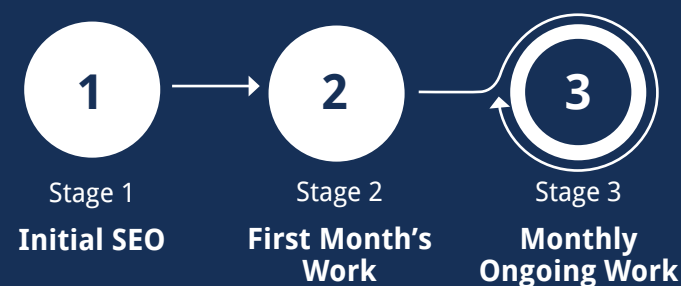 1
2
3
Stage 1
Stage 2
Stage 3
Initial SEO
First Month’s
Work
Monthly
Ongoing Work